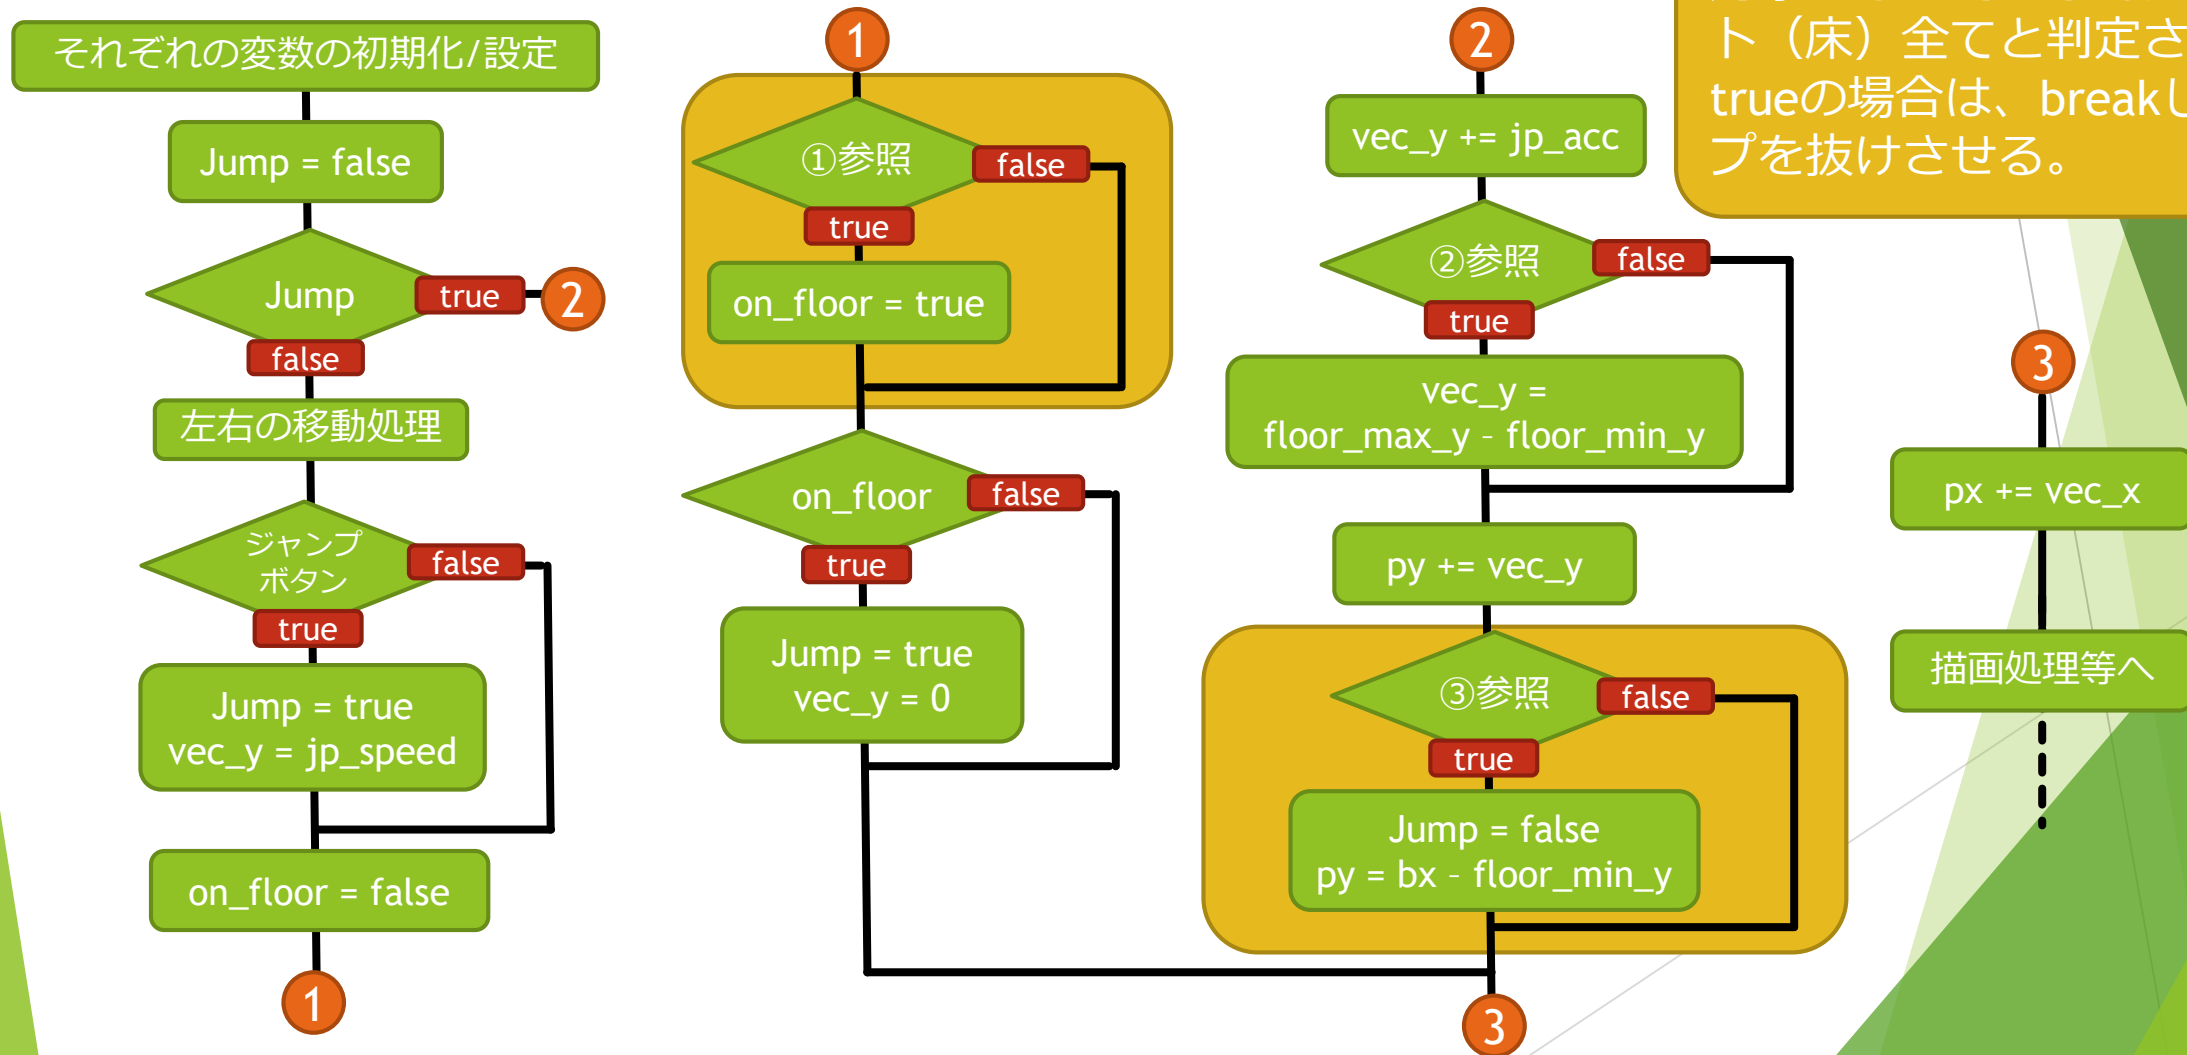 それぞれの変数の初期化/設定
Jump = false
Jump
true
2
false
左右の移動処理
ジャンプ
ボタン
false
true
Jump = true
vec_y = jp_speed
on_floor = false
1
1
①参照
false
true
on_floor = true
on_floor
false
true
Jump = true
vec_y = 0
2
vec_y += jp_acc
②参照
false
true
vec_y =
floor_max_y – floor_min_y
py += vec_y
③参照
false
true
Jump = false
py = bx – floor_min_y
3
ト（床）全てと判定さ
trueの場合は、breakし
プを抜けさせる。
3
px += vec_x
描画処理等へ